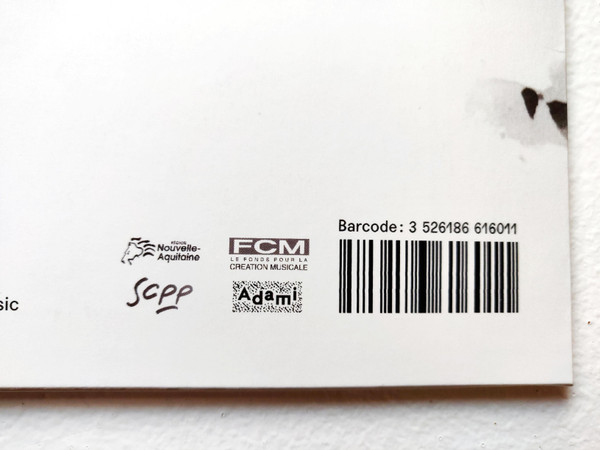 Barcode: 3 526186 616011
RÉGION
Nouvelle-
Aquitaine
FCM
LE FONDS POUR LA
CRÉATION MUSICALE
SCPP
Adami
sic